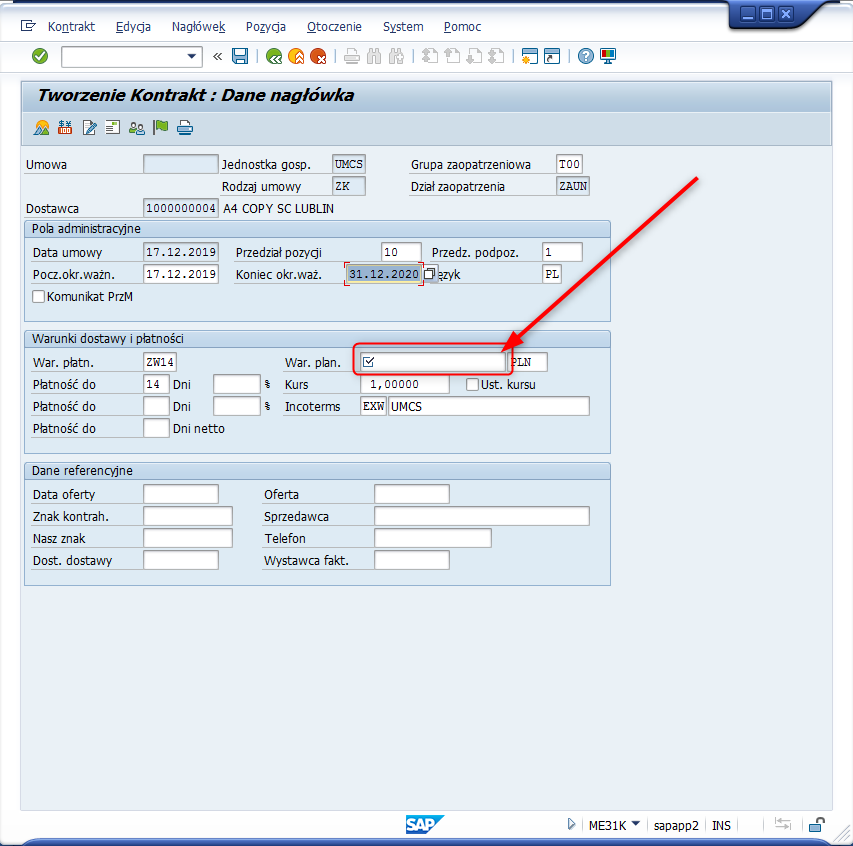 Kontrakt Edycja Nagłówek Pozycja Otoczenie System Pomoc
Tworzenie Kontrakt : Dane nagłówka
Umowa Jednostka gosp. UMCS Grupa zaopatrzeniowa T00
Rodzaj umowy ZK Dział zaopatrzenia ZAUN
Dostawca 1000000004 A4 COPY SC LUBLIN
Pola administracyjne
Data umowy 17.12.2019 Przedział pozycji 10 Przedz. podpoz. 1
Pocz.okr.ważn. 17.12.2019 Koniec okr.waż. 31.12.2020 ęzyk PL
Komunikat PrzM
Warunki dostawy i płatności
War. płatn. ZW14 War. plan. PLN
Płatność do 14 Dni % Kurs 1,00000 Ust. kursu
Płatność do Dni % Incoterms EXW UMCS
Płatność do Dni netto
Dane referencyjne
Data oferty Oferta
Znak kontrah. Sprzedawca
Nasz znak Telefon
Dost. dostawy Wystawca fakt.
SAP ME31K sapapp2 INS